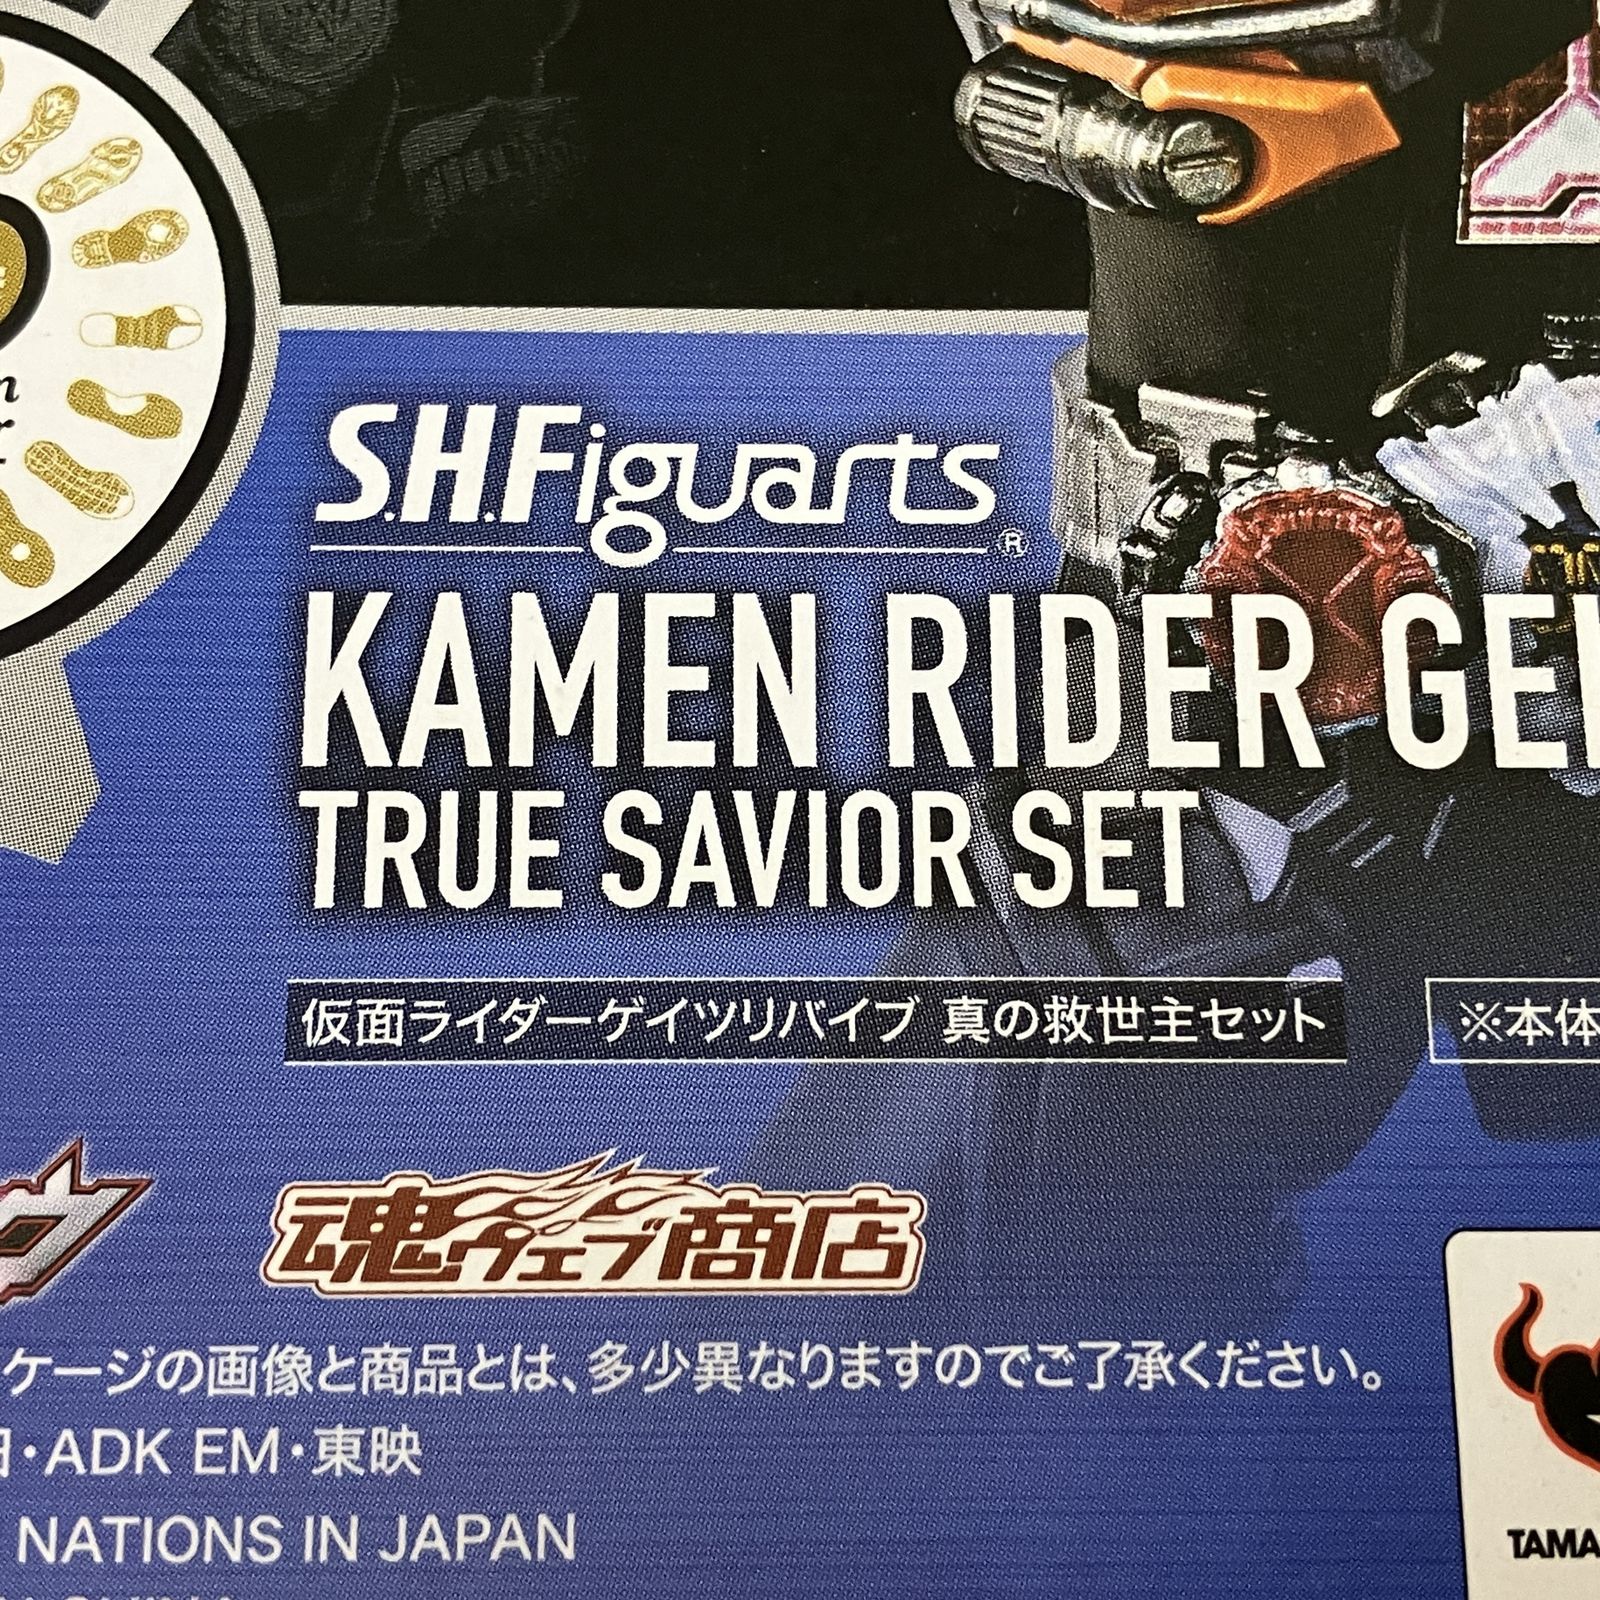 S.H.Figuarts®
KAMEN RIDER GEI
TRUE SAVIOR SET
仮面ライダーゲイツリバイブ 真の救世主セット
※本体
魂ウェブ商店
ケージの画像と商品とは、多少異なりますのでご了承ください。
・ADK EM・東映
NATIONS IN JAPAN
TAMA